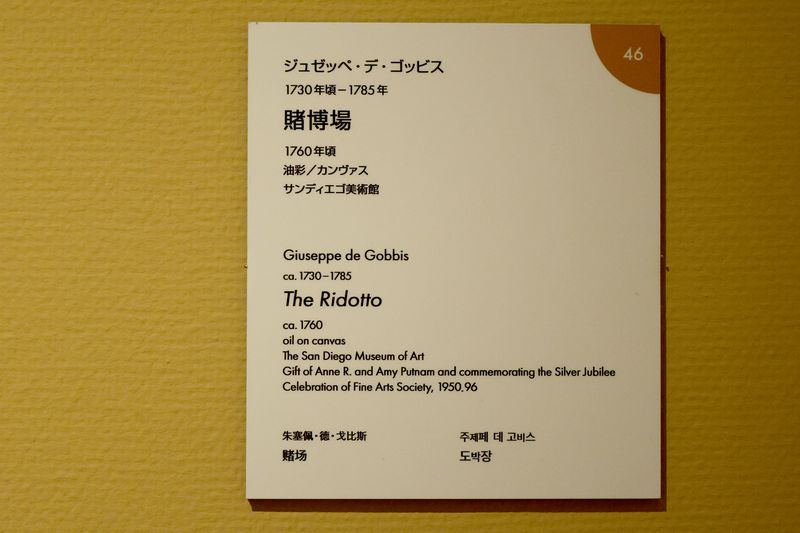 46
ジュゼッペ・デ・ゴッビス
1730年頃－1785年
賭博場
1760年頃
油彩／カンヴァス
サンディエゴ美術館
Giuseppe de Gobbis
ca. 1730–1785
The Ridotto
ca. 1760
oil on canvas
The San Diego Museum of Art
Gift of Anne R. and Amy Putnam and commemorating the Silver Jubilee
Celebration of Fine Arts Society, 1950.96
朱塞佩・德・戈比斯
赌场
주제페 데 고비스
도박장